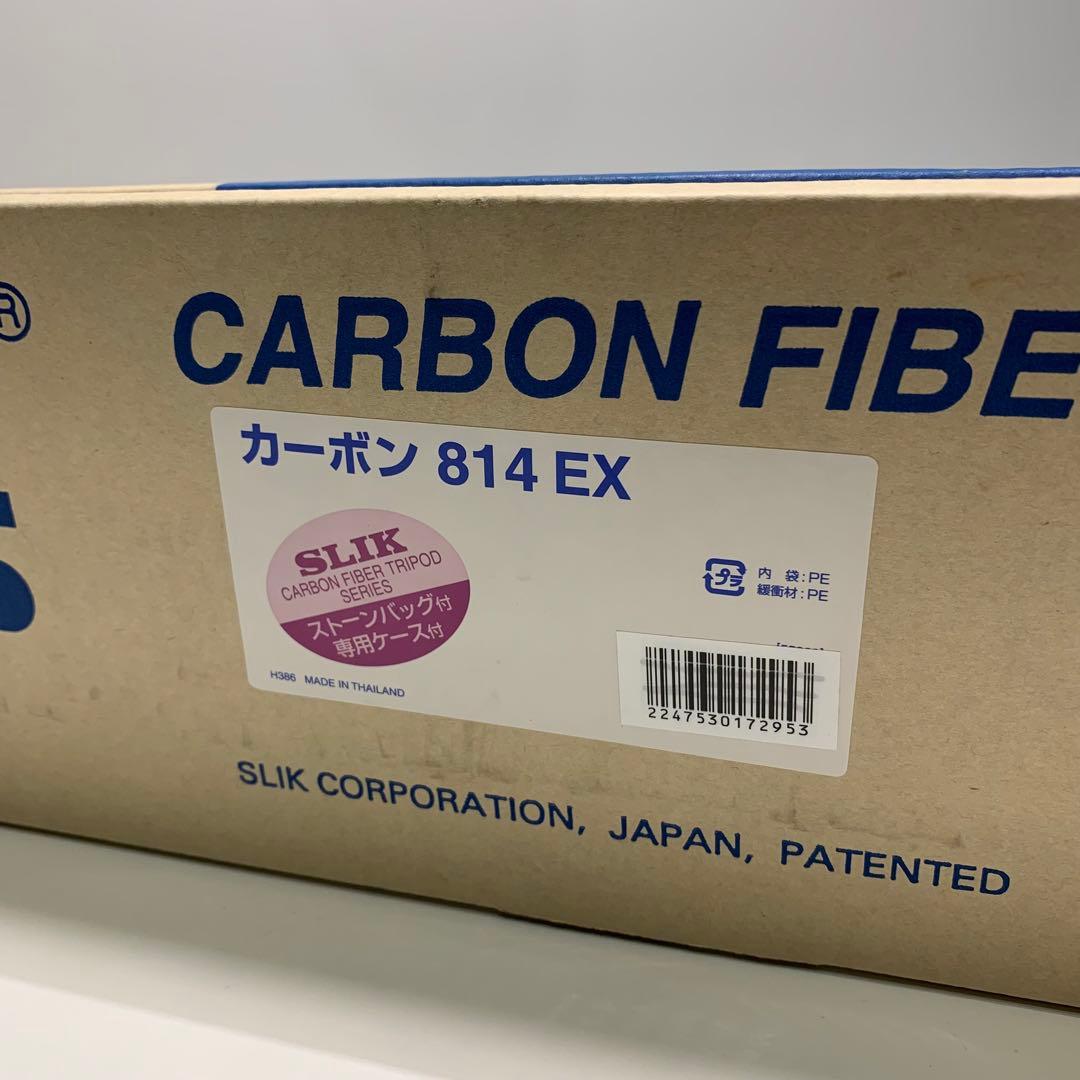 ®
CARBON FIBE
カーボン 814 EX
SLIK
CARBON FIBER TRIPOD
SERIES
ストーンバッグ付
専用ケース付
プラ
内 袋:PE
緩衝材:PE
H386 MADE IN THAILAND
2247530172953
SLIK CORPORATION, JAPAN, PATENTED